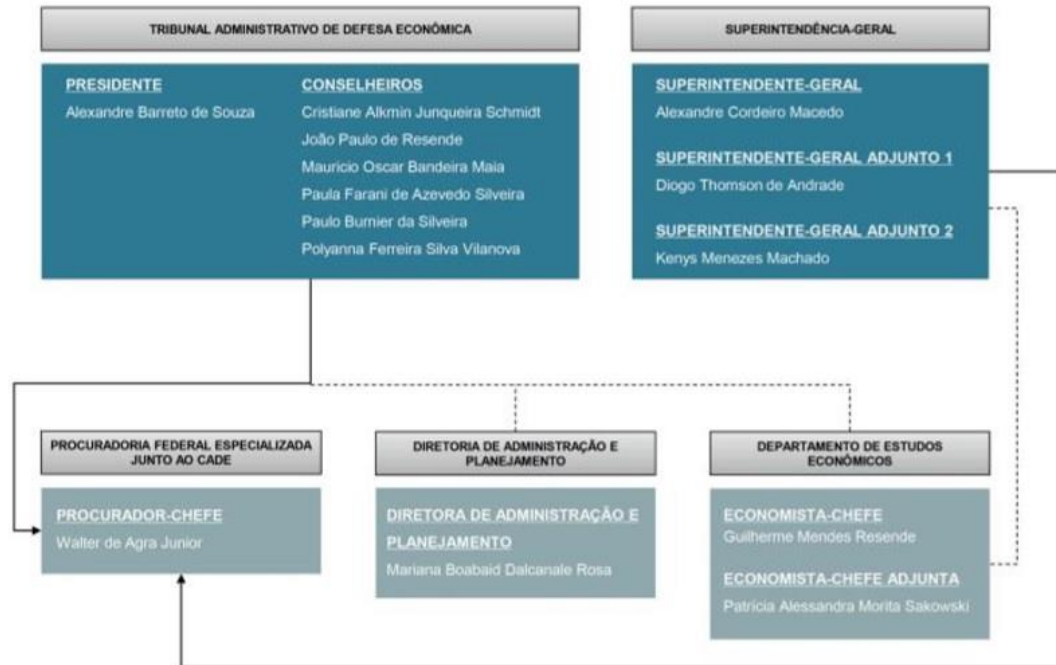 TRIBUNAL ADMINISTRATIVO DE DEFESA ECONÔMICA
PRESIDENTE
Alexandre Barreto de Souza
CONSELHEIROS
Cristiane Alkmin Junqueira Schmidt
João Paulo de Resende
Mauricio Oscar Bandeira Maia
Paula Farani de Azevedo Silveira
Paulo Burnier da Silveira
Polyanna Ferreira Silva Vilanova
SUPERINTENDÊNCIA-GERAL
SUPERINTENDENTE-GERAL
Alexandre Cordeiro Macedo
SUPERINTENDENTE-GERAL ADJUNTO 1
Diogo Thomson de Andrade
SUPERINTENDENTE-GERAL ADJUNTO 2
Kenys Menezes Machado
PROCURADORIA FEDERAL ESPECIALIZADA
JUNTO AO CADE
PROCURADOR-CHEFE
Walter de Agra Junior
DIRETORIA DE ADMINISTRAÇÃO E
PLANEJAMENTO
DIRETORA DE ADMINISTRAÇÃO E
PLANEJAMENTO
Mariana Boabaid Dalcanale Rosa
DEPARTAMENTO DE ESTUDOS
ECONÔMICOS
ECONOMISTA-CHEFE
Guilherme Mendes Resende
ECONOMISTA-CHEFE ADJUNTA
Patrícia Alessandra Morita Sakowski